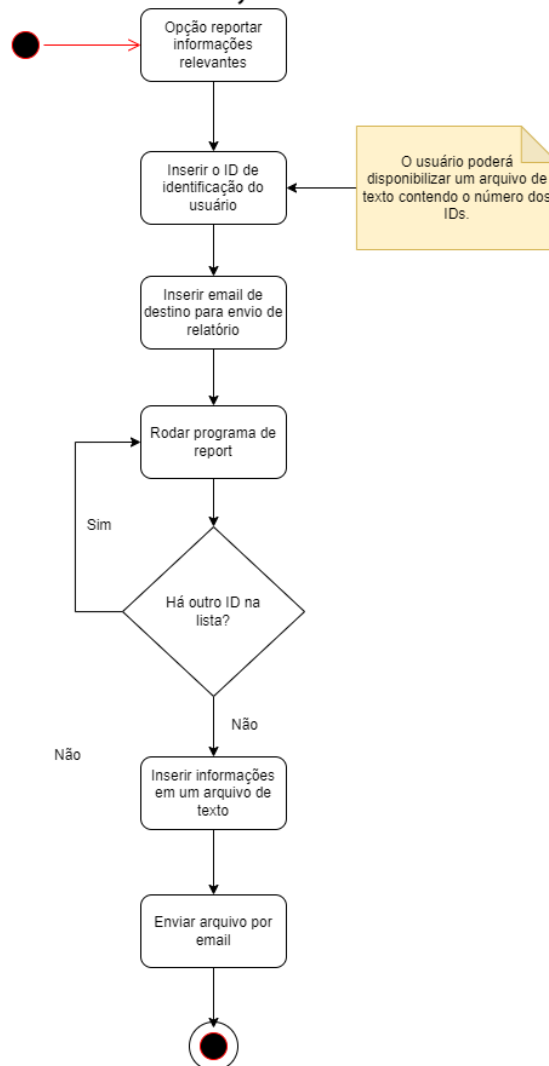 Opção reportar
informações
relevantes
Inserir o ID de
identificação do
usuário
O usuário poderá
disponibilizar um arquivo de
texto contendo o número dos
IDs.
Inserir email de
destino para envio de
relatório
Rodar programa de
report
Sim
Há outro ID na
lista?
Não
Não
Inserir informações
em um arquivo de
texto
Enviar arquivo por
email